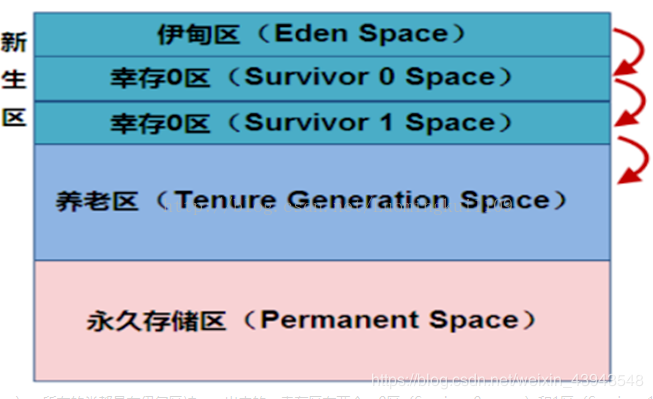 新生区
伊甸区（Eden Space）
幸存0区（Survivor 0 Space）
幸存0区（Survivor 1 Space）
养老区（Tenure Generation Space）
永久存储区（Permanent Space）
https://blog.csdn.net/weixin_43943548